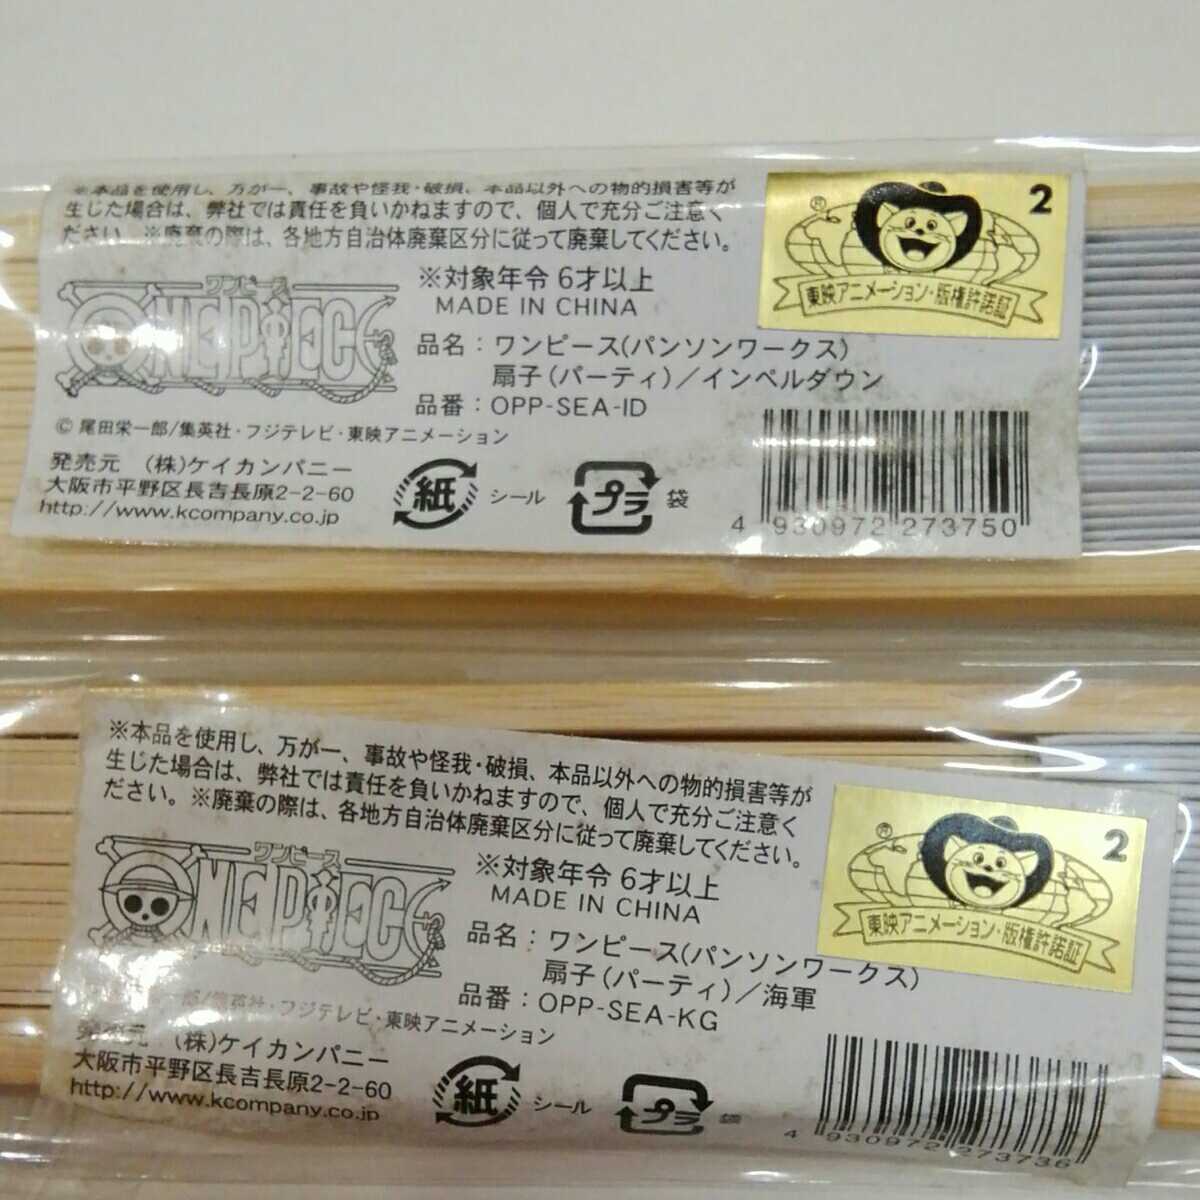 ※本品を使用し、万が一、事故や怪我・破損、本品以外への物的損害等が
生じた場合は、弊社では責任を負いかねますので、個人で充分ご注意く
ださい。※廃棄の際は、各地方自治体廃棄区分に従って廃棄してください。
ワンピース
ONE PIECE
※対象年令 6才以上
MADE IN CHINA
品名：ワンピース(パンソンワークス)
扇子(パーティ)／インペルダウン
品番：OPP-SEA-ID
© 尾田栄一郎/集英社・フジテレビ・東映アニメーション
発売元 (株)ケイカンパニー
大阪市平野区長吉長原2-2-60
http://www.kcompany.co.jp
紙 シール
プラ 袋
4 930972 273750
® 2
東映アニメーション・版権許諾証
※本品を使用し、万が一、事故や怪我・破損、本品以外への物的損害等が
生じた場合は、弊社では責任を負いかねますので、個人で充分ご注意く
ださい。※廃棄の際は、各地方自治体廃棄区分に従って廃棄してください。
ワンピース
ONE PIECE
※対象年令 6才以上
MADE IN CHINA
品名：ワンピース(パンソンワークス)
扇子(パーティ)／海軍
品番：OPP-SEA-KG
郎/集英社・フジテレビ・東映アニメーション
発売元 (株)ケイカンパニー
大阪市平野区長吉長原2-2-60
http://www.kcompany.co.jp
紙 シール
プラ 袋
4 930972 273736
® 2
東映アニメーション・版権許諾証